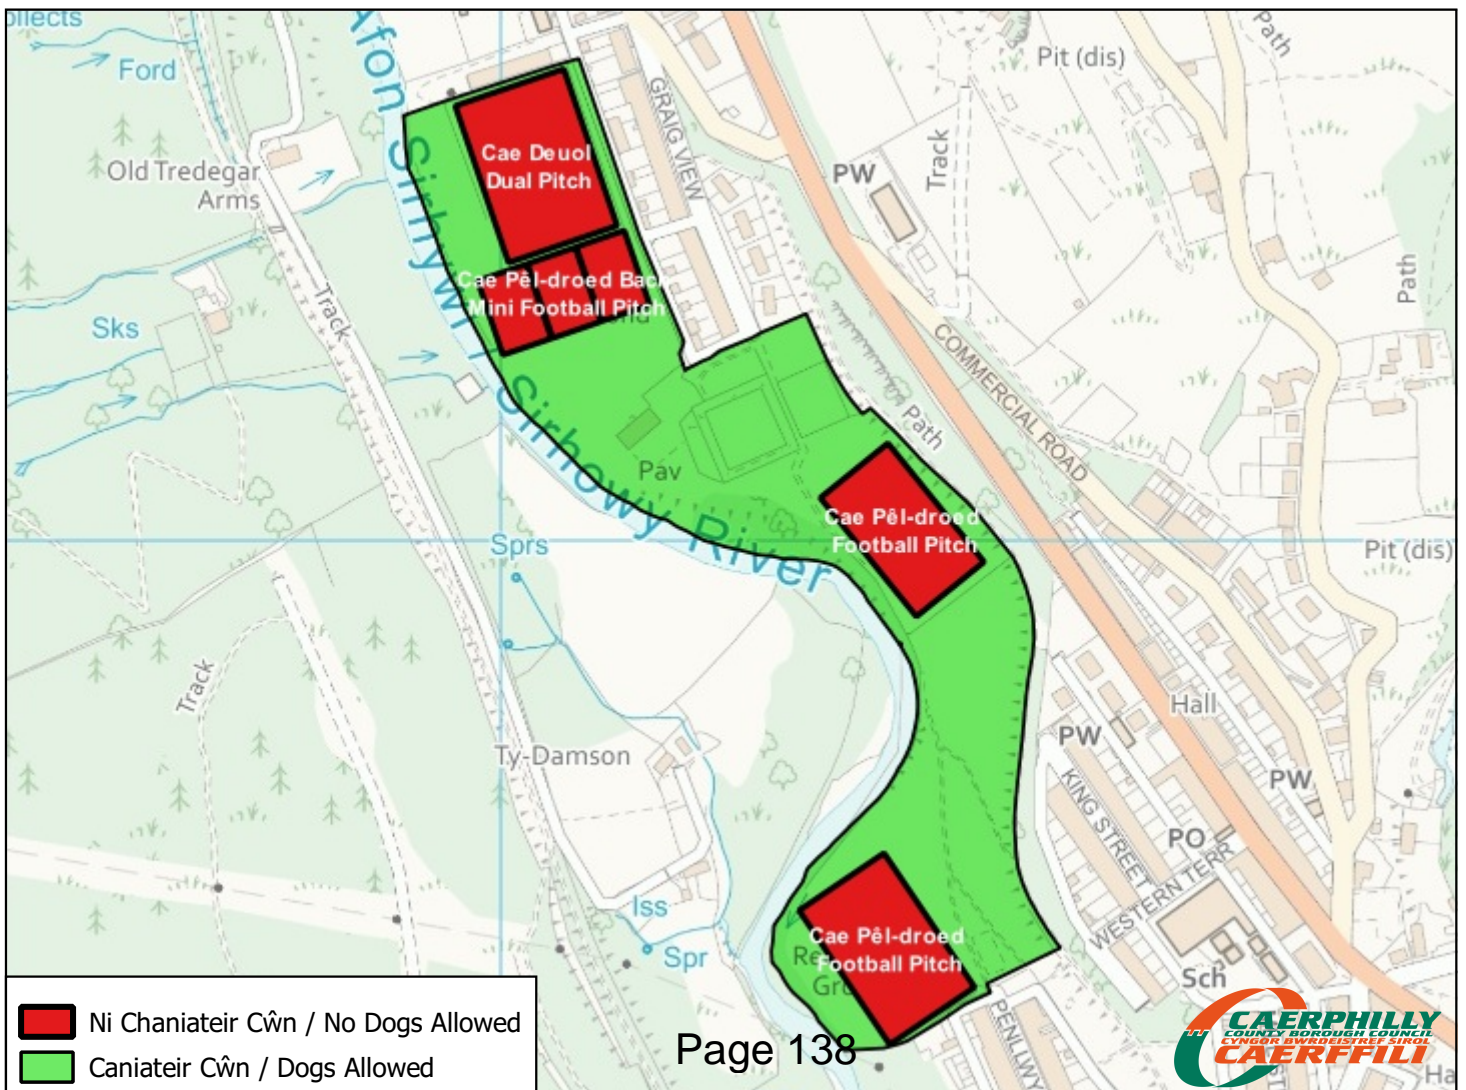 Ford
Afon Sirhywi
Old Tredegar
Arms
Sks
Track
Cae Deuol
Dual Pitch
GRAIG VIEW
Cae Pêl-droed Bach
Mini Football Pitch
Sirhowy River
Pav
Path
PW
Track
Pit (dis)
Path
Path
COMMERCIAL ROAD
Cae Pêl-droed
Football Pitch
Sprs
Pit (dis)
Track
Ty-Damson
Hall
PW
PW
KING STREET
PO
WESTERN TERR
Iss
Spr
Cae Pêl-droed
Football Pitch
Sch
PENLLWY
Ni Chaniateir Cŵn / No Dogs Allowed
Caniateir Cŵn / Dogs Allowed
Page 138
CAERPHILLY
COUNTY BOROUGH COUNCIL
CYNGOR BWRDEISTREF SIROL
CAERFFILI